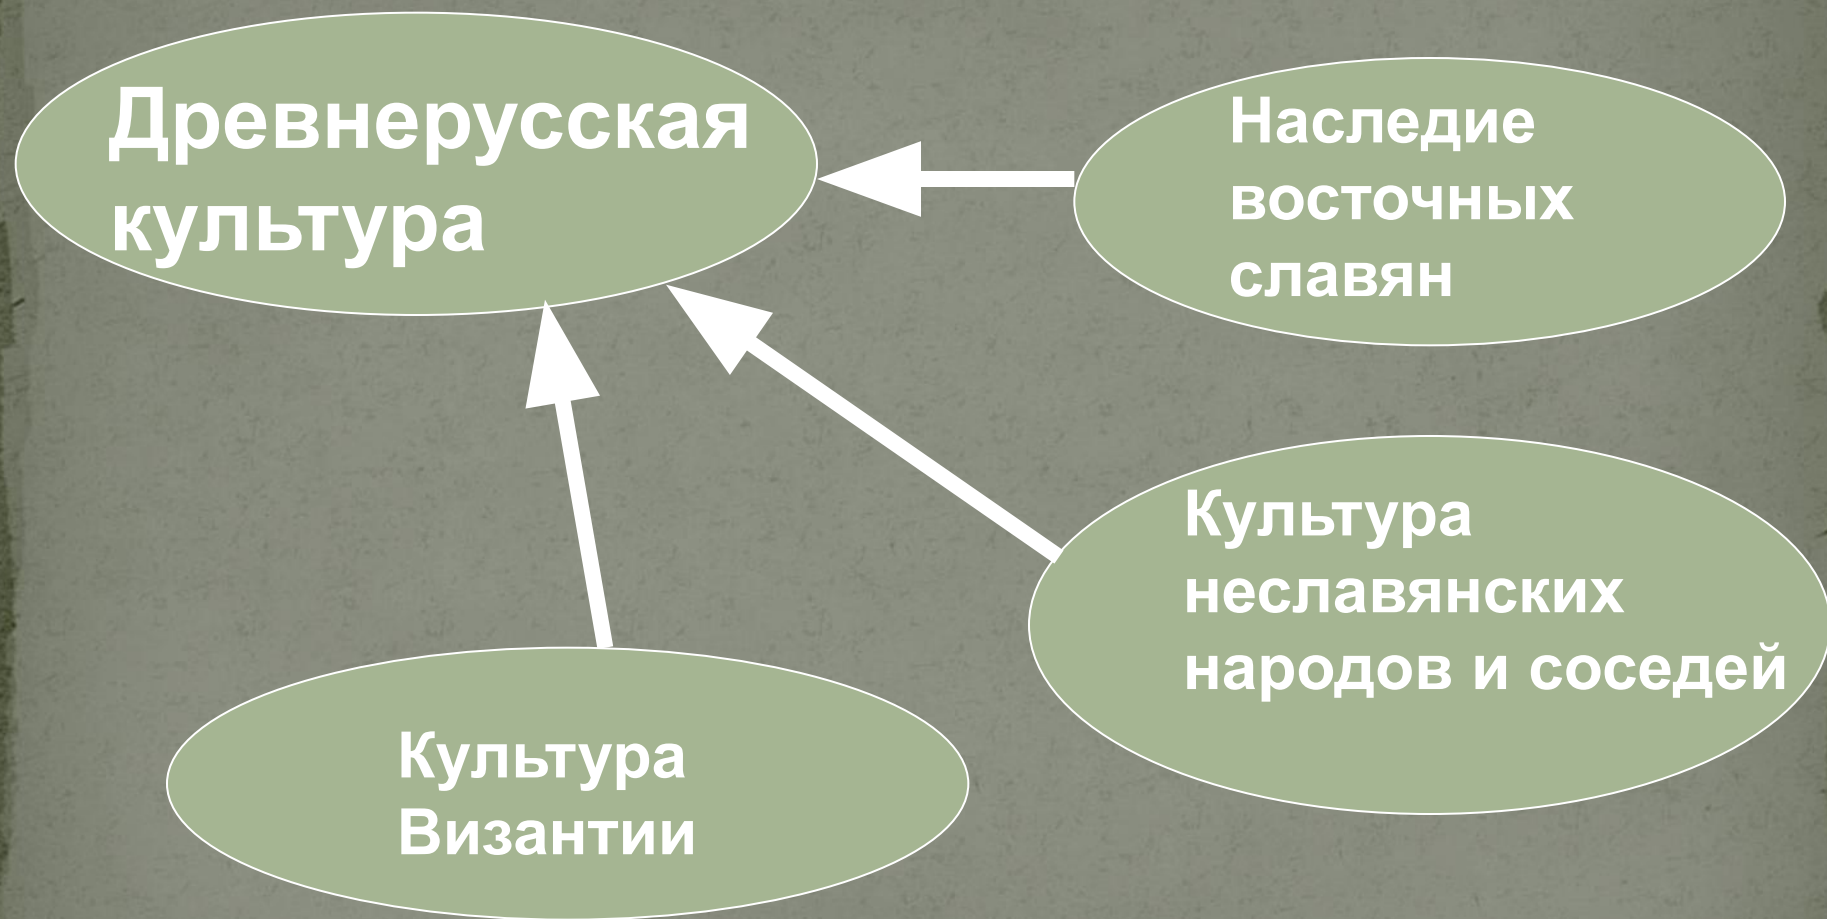 Древнерусская
культура
Наследие
восточных
славян
Культура
неславянских
народов и соседей
Культура
Византии